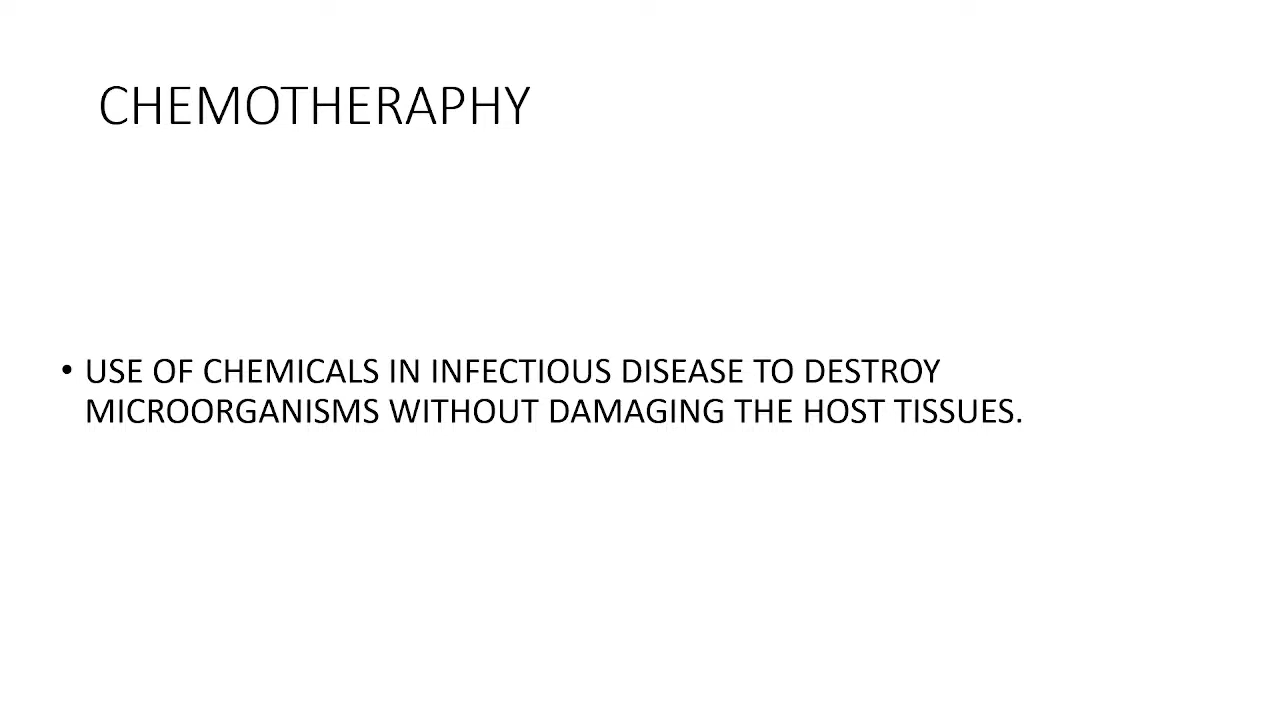 CHEMOTHERAPHY
• USE OF CHEMICALS IN INFECTIOUS DISEASE TO DESTROY
MICROORGANISMS WITHOUT DAMAGING THE HOST TISSUES.